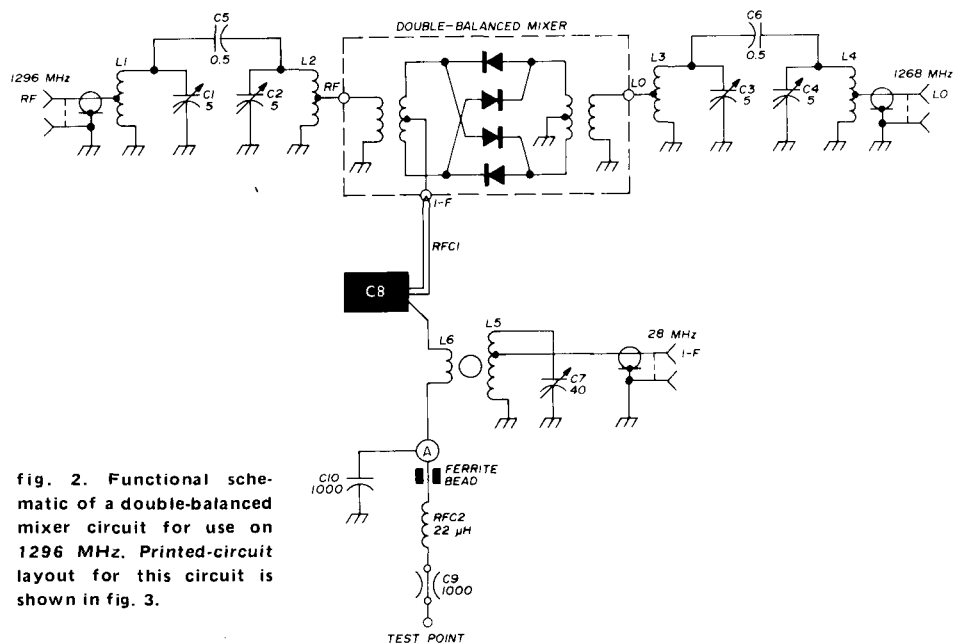 DOUBLE-BALANCED MIXER
C5
0.5
C6
0.5
1296 MHz
RF
L1
C1
5
C2
5
L2
RF
LO
L3
C3
5
C4
5
L4
1268 MHz
LO
I-F
RFC1
C8
L6
L5
C7
40
28 MHz
I-F
A
C10
1000
FERRITE
BEAD
RFC2
22 µH
C9
1000
TEST POINT
fig. 2. Functional sche-
matic of a double-balanced
mixer circuit for use on
1296 MHz. Printed-circuit
layout for this circuit is
shown in fig. 3.